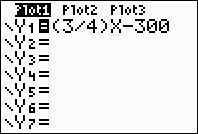 Plot1 Plot2 Plot3
\Y₁=(3/4)X-300
\Y₂=
\Y₃=
\Y₄=
\Y₅=
\Y₆=
\Y₇=